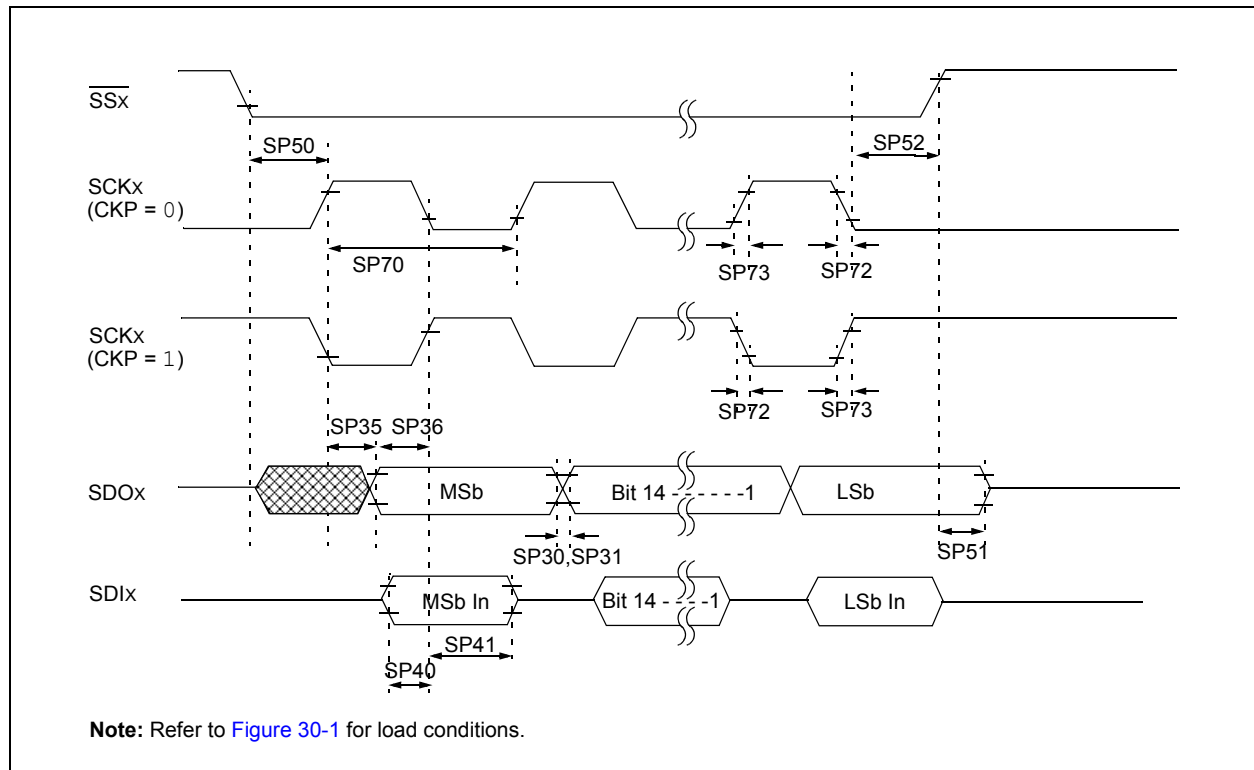 SSx
SP50
SP52
SCKx
(CKP = 0)
SP70
SP73
SP72
SCKx
(CKP = 1)
SP72
SP73
SP35
SP36
SDOx
MSb
Bit 14 - - - - - - -1
LSb
SP30,SP31
SP51
SDIx
MSb In
Bit 14 - - - -1
LSb In
SP41
SP40
Note: Refer to Figure 30-1 for load conditions.